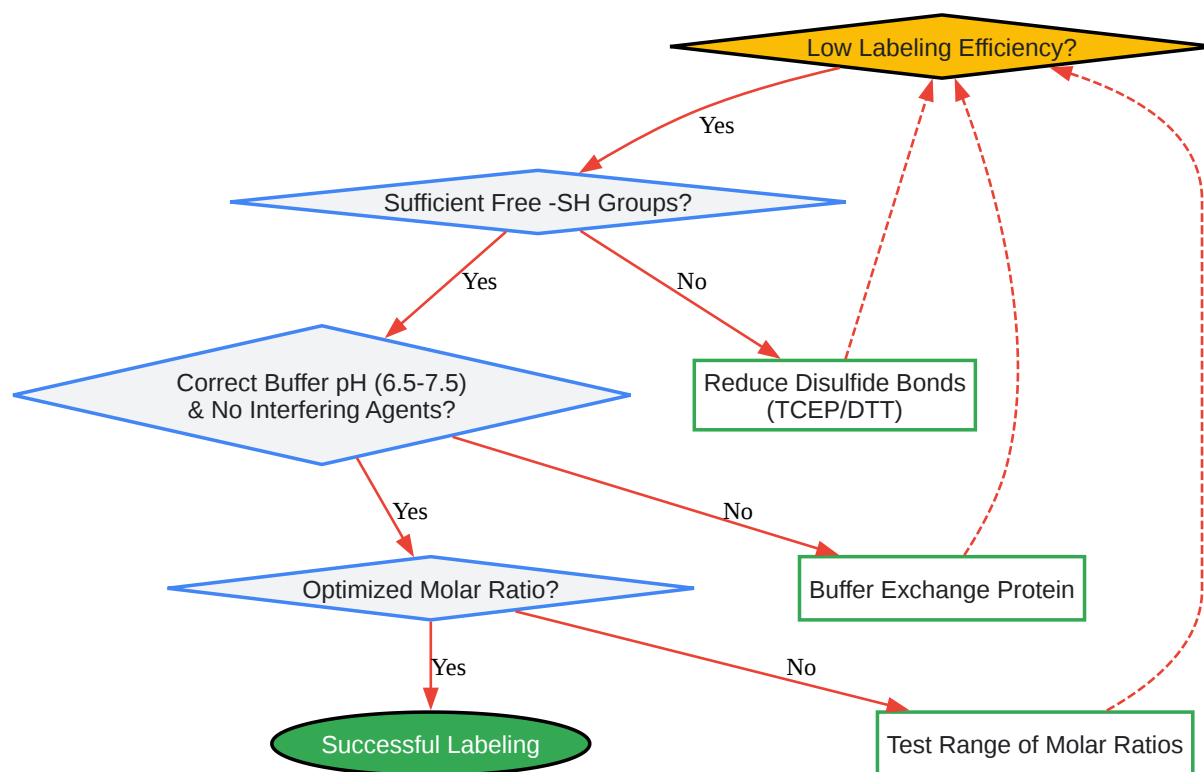 Low Labeling Efficiency?
Yes
Sufficient Free -SH Groups?
Yes
No
Correct Buffer pH (6.5-7.5)
& No Interfering Agents?
Reduce Disulfide Bonds
(TCEP/DTT)
Yes
No
Optimized Molar Ratio?
Buffer Exchange Protein
Yes
No
Successful Labeling
Test Range of Molar Ratios